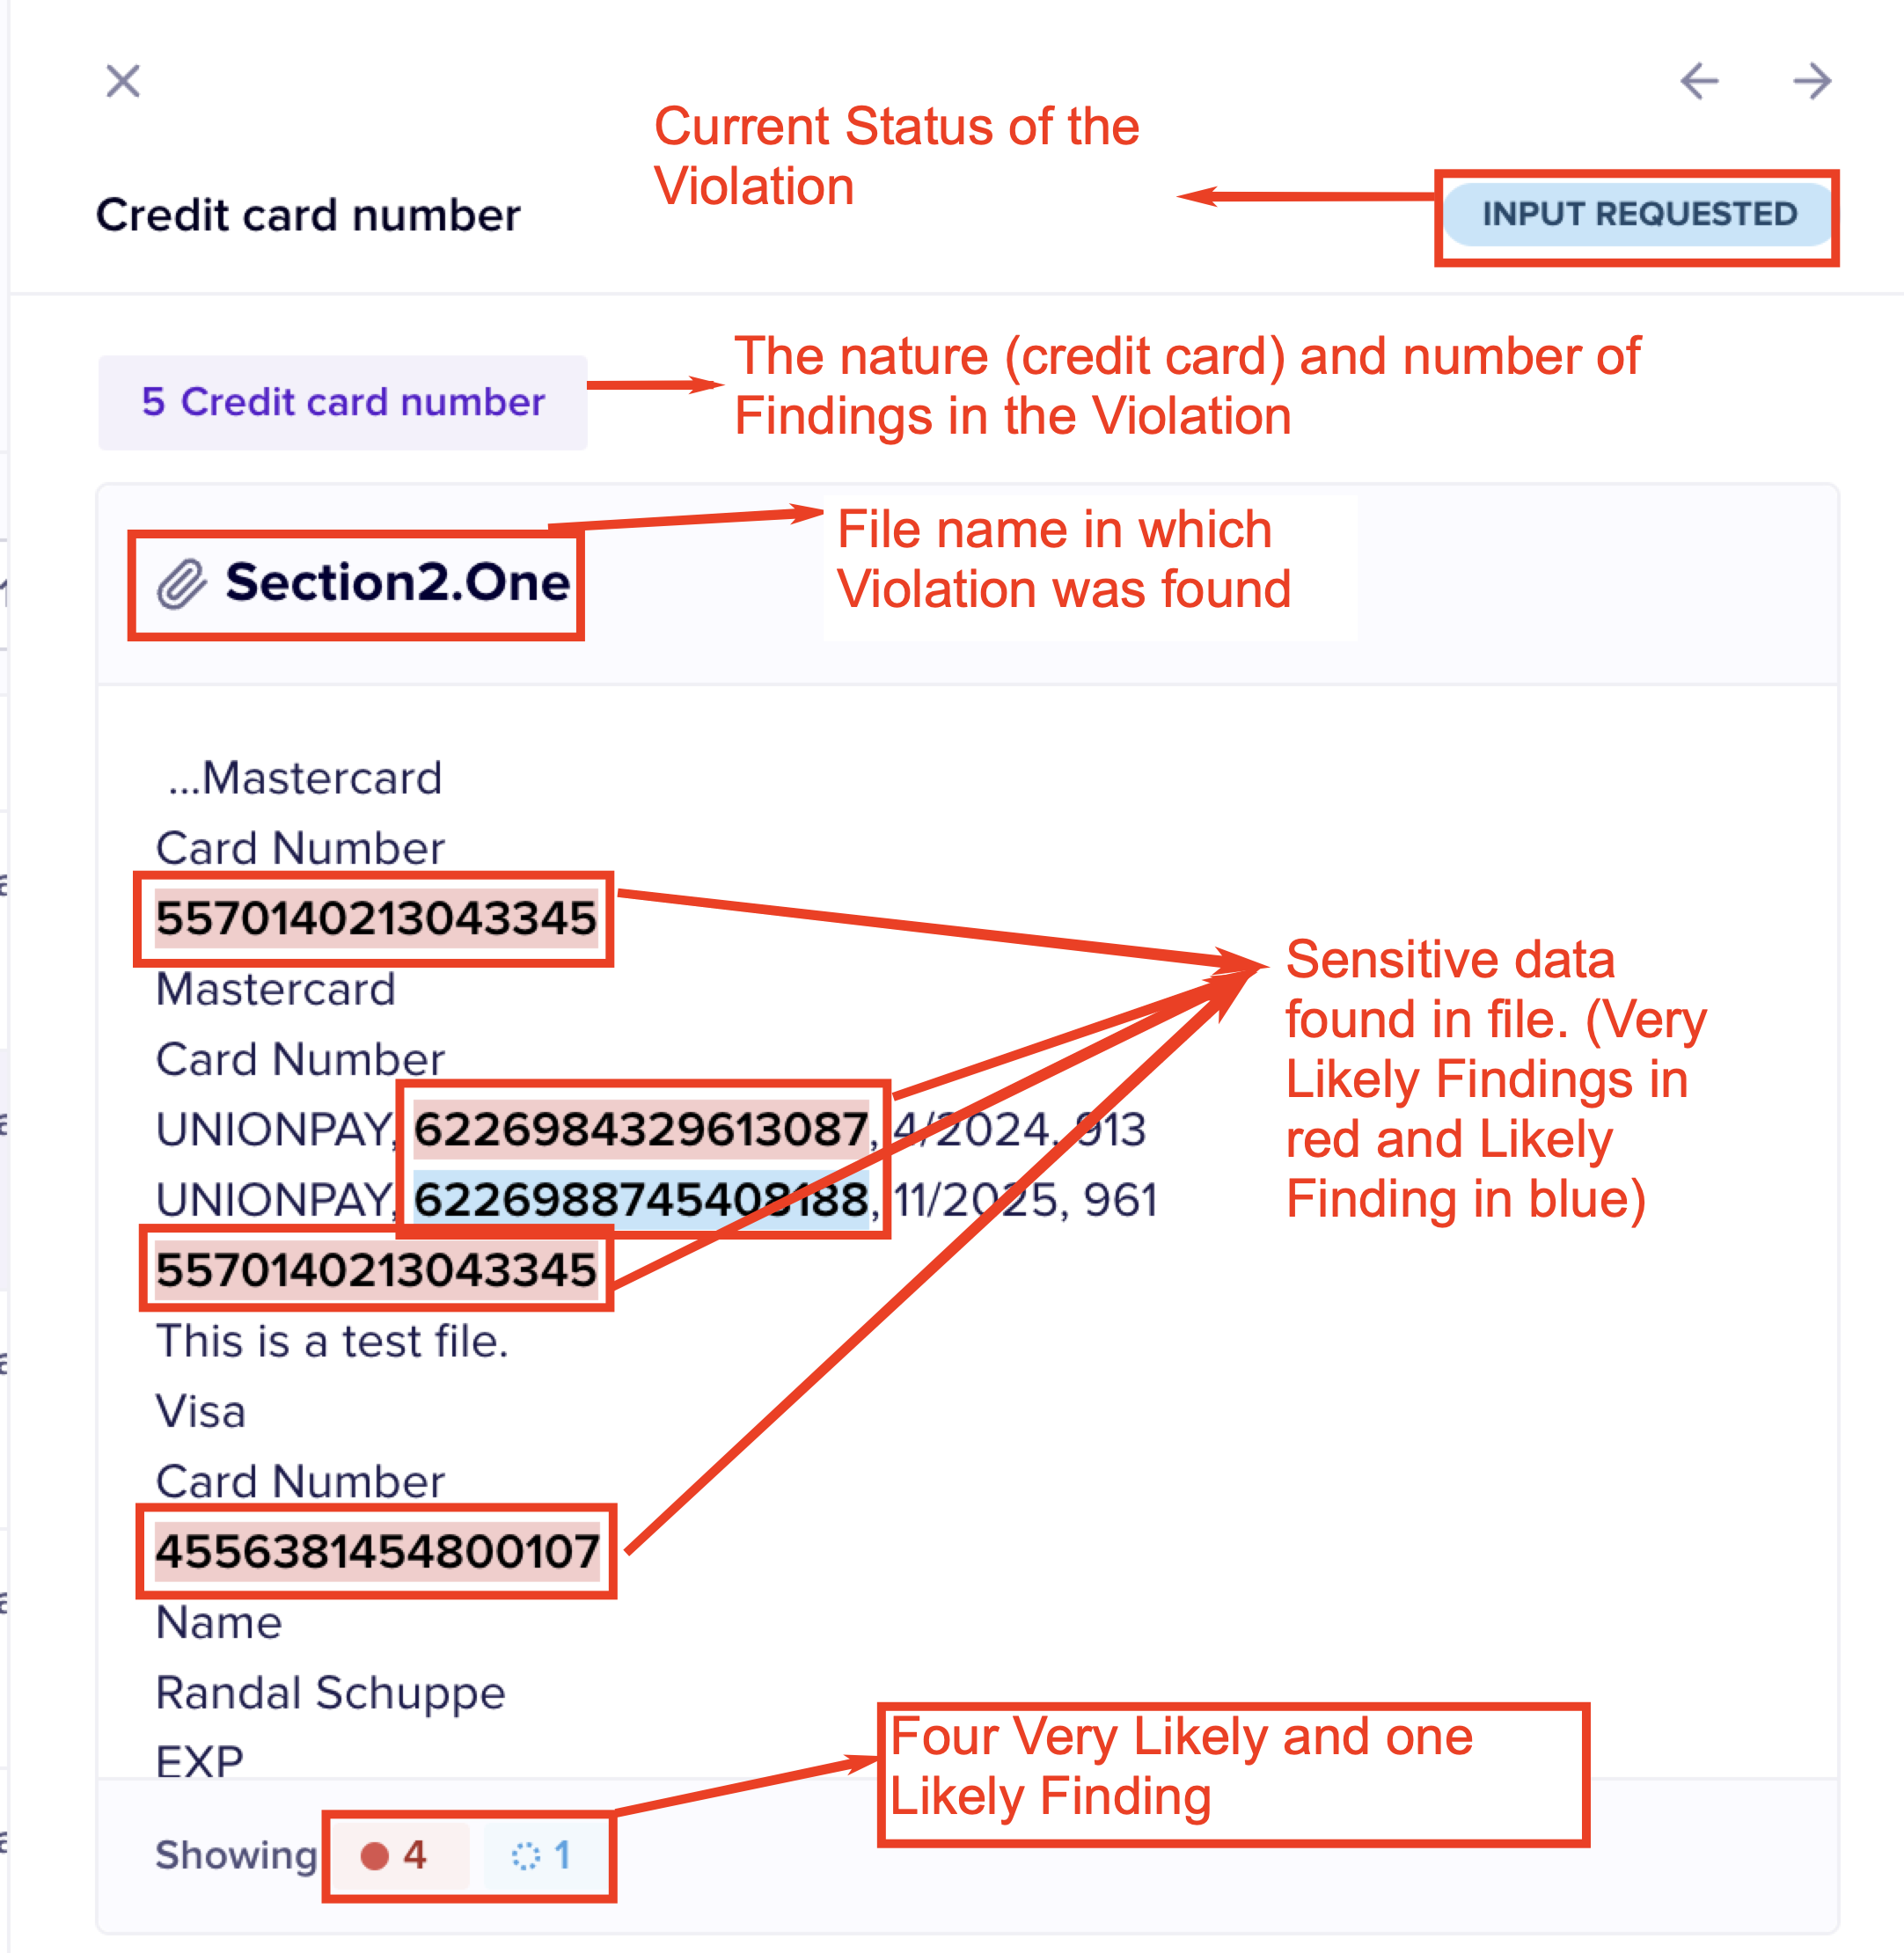 Current Status of the
Violation
Credit card number
INPUT REQUESTED
5 Credit card number
The nature (credit card) and number of
Findings in the Violation
Section2.One
File name in which
Violation was found
...Mastercard
Card Number
5570140213043345
Mastercard
Card Number
UNIONPAY, 6226984329613087, 4/2024, 913
UNIONPAY, 6226988745408188, 11/2025, 961
5570140213043345
This is a test file.
Visa
Card Number
4556381454800107
Name
Randal Schuppe
EXP
Sensitive data
found in file. (Very
Likely Findings in
red and Likely
Finding in blue)
Four Very Likely and one
Likely Finding
Showing 4 1